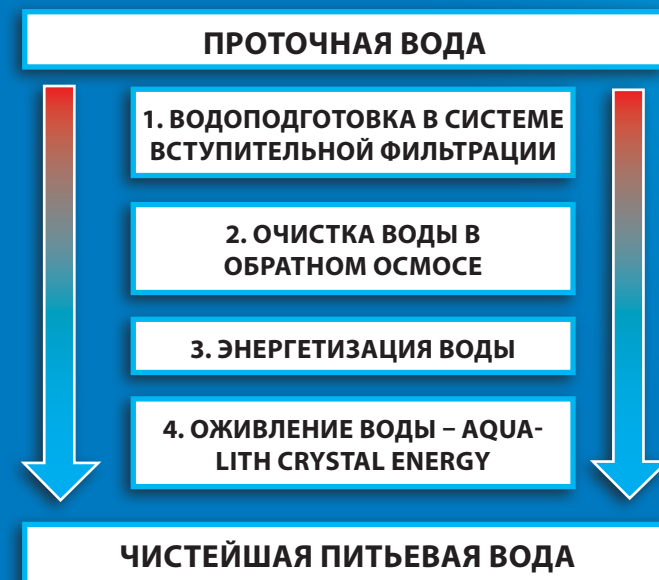 ПРОТОЧНАЯ ВОДА
1. ВОДОПОДГОТОВКА В СИСТЕМЕ
ВСТУПИТЕЛЬНОЙ ФИЛЬТРАЦИИ
2. ОЧИСТКА ВОДЫ В
ОБРАТНОМ ОСМОСЕ
3. ЭНЕРГЕТИЗАЦИЯ ВОДЫ
4. ОЖИВЛЕНИЕ ВОДЫ – AQUA-
LITH CRYSTAL ENERGY
ЧИСТЕЙШАЯ ПИТЬЕВАЯ ВОДА